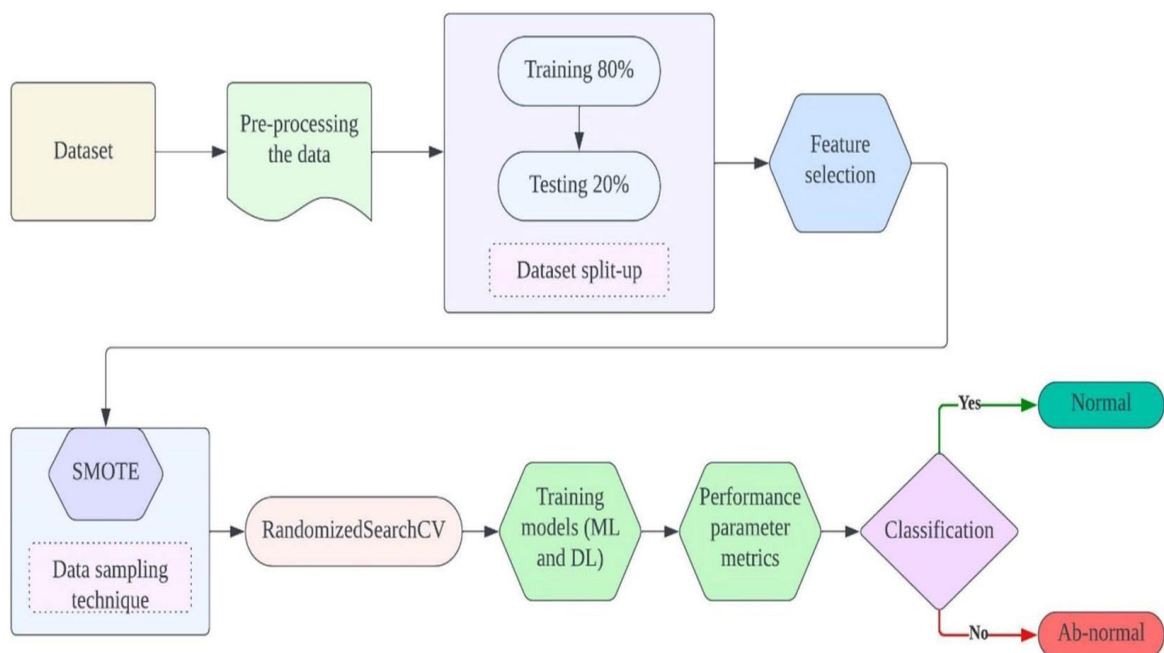 Dataset
Pre-processing
the data
Training 80%
Testing 20%
Dataset split-up
Feature
selection
SMOTE
Data sampling
technique
RandomizedSearchCV
Training
models (ML
and DL)
Performance
parameter
metrics
Classification
Yes
Normal
No
Ab-normal